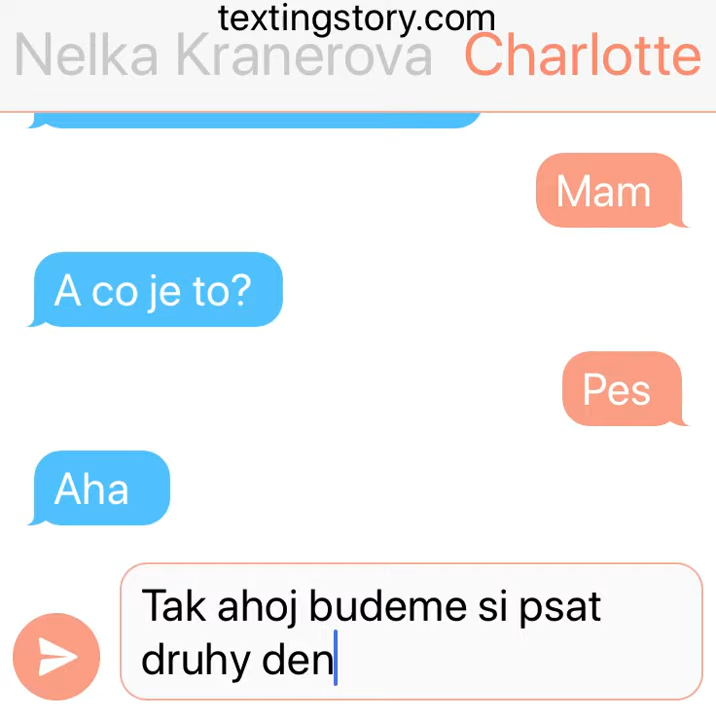 textingstory.com
Nelka Kranerova Charlotte
Mam
A co je to?
Pes
Aha
Tak ahoj budeme si psat
druhy den